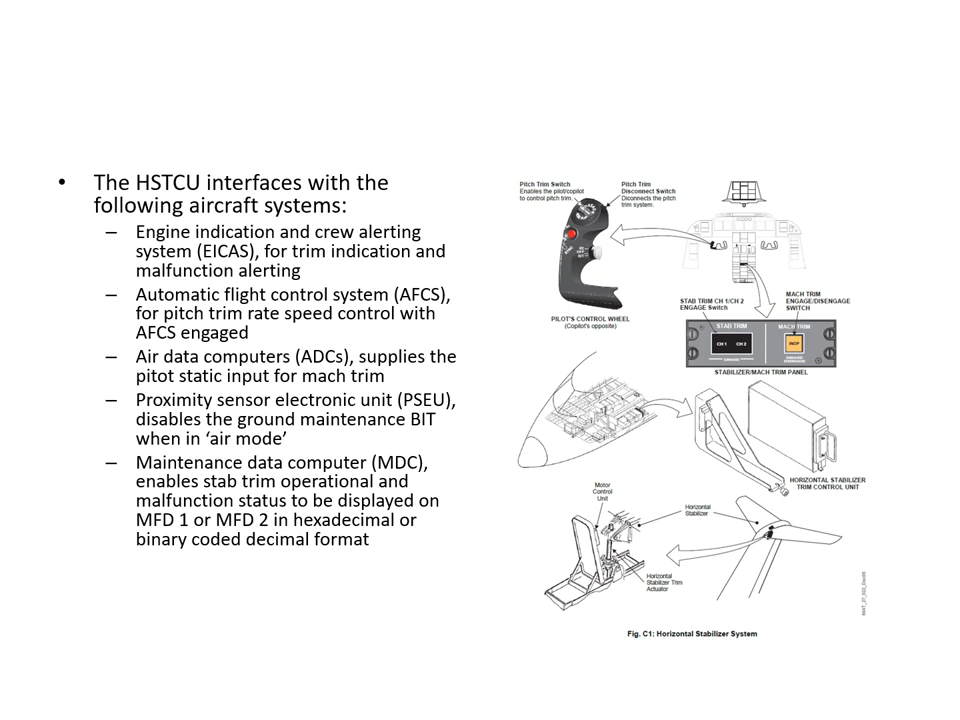 • The HSTCU interfaces with the
following aircraft systems:
– Engine indication and crew alerting
system (EICAS), for trim indication and
malfunction alerting
– Automatic flight control system (AFCS),
for pitch trim rate speed control with
AFCS engaged
– Air data computers (ADCs), supplies the
pitot static input for mach trim
– Proximity sensor electronic unit (PSEU),
disables the ground maintenance BIT
when in ‘air mode’
– Maintenance data computer (MDC),
enables stab trim operational and
malfunction status to be displayed on
MFD 1 or MFD 2 in hexadecimal or
binary coded decimal format
Pitch Trim Switch
Enables the pilot/copilot
to control pitch trim.
Pitch Trim
Disconnect Switch
Diconnects the pitch
trim system.
PILOT'S CONTROL WHEEL
(Copilot's opposite)
STAB TRIM CH 1/CH 2
ENGAGE Switch
MACH TRIM
ENGAGE/DISENGAGE
SWITCH
STAB TRIM
MACH TRIM
CH 1 CH 2
INOP
STABILIZER/MACH TRIM PANEL
HORIZONTAL STABILIZER
TRIM CONTROL UNIT
Motor
Control
Unit
Horizontal
Stabilizer
Horizontal
Stabilizer Trim
Actuator
Fig. C1: Horizontal Stabilizer System